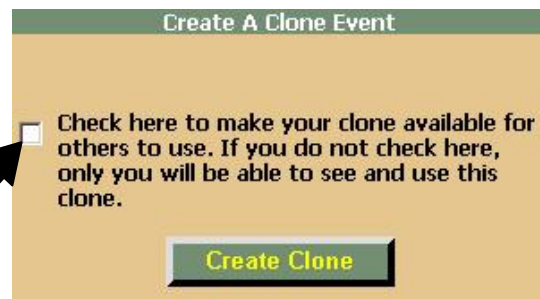 Create A Clone Event
Check here to make your clone available for
others to use. If you do not check here,
only you will be able to see and use this
clone.
Create Clone